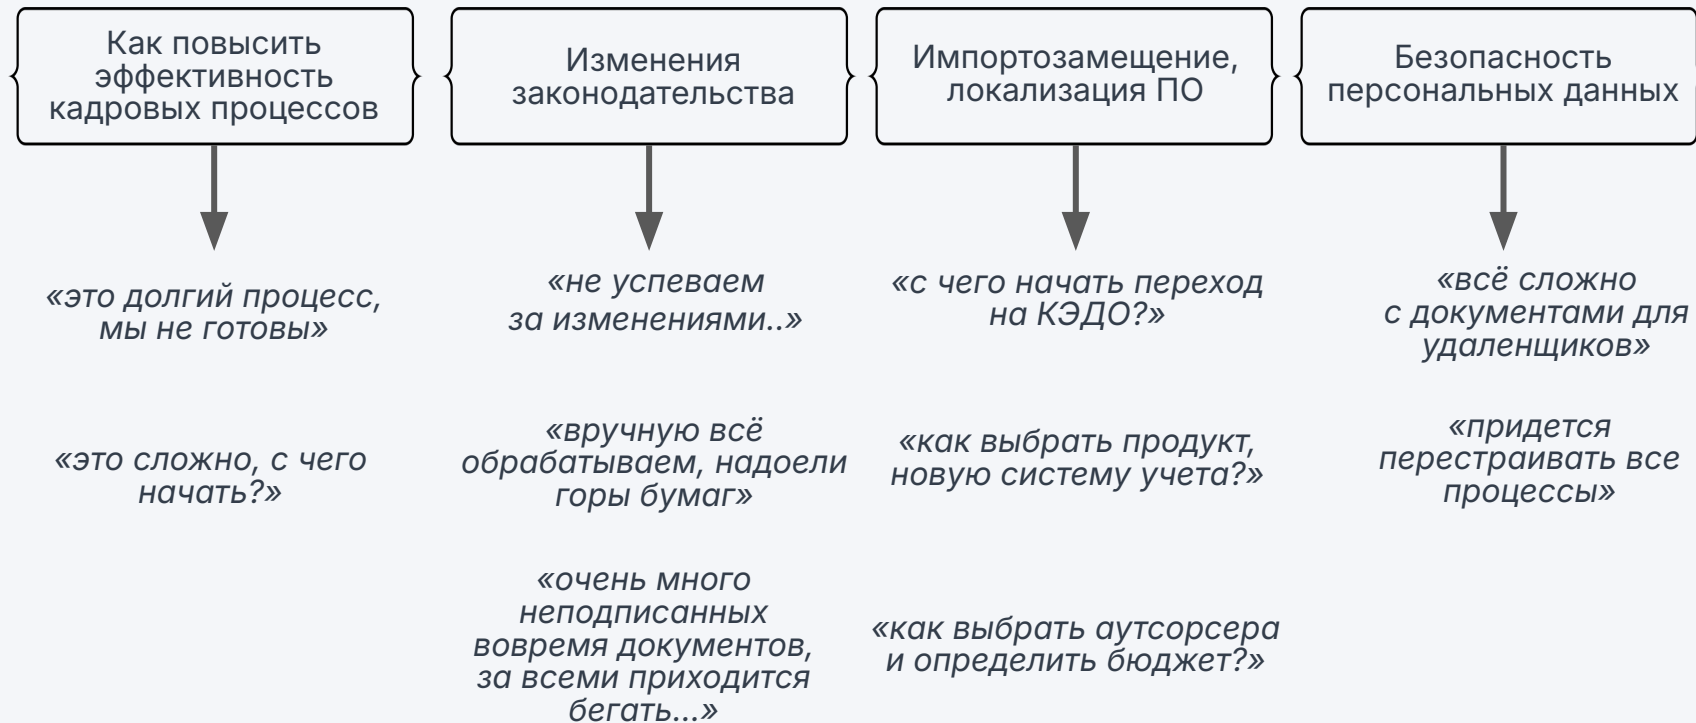 Как повысить
эффективность
кадровых процессов
Изменения
законодательства
Импортозамещение,
локализация ПО
Безопасность
персональных данных
«это долгий процесс,
мы не готовы»
«это сложно, с чего
начать?»
«не успеваем
за изменениями..»
«вручную всё
обрабатываем, надоели
горы бумаг»
«очень много
неподписанных
вовремя документов,
за всеми приходится
бегать...»
«с чего начать переход
на КЭДО?»
«как выбрать продукт,
новую систему учета?»
«как выбрать аутсорсера
и определить бюджет?»
«всё сложно
с документами для
удаленщиков»
«придется
перестраивать все
процессы»